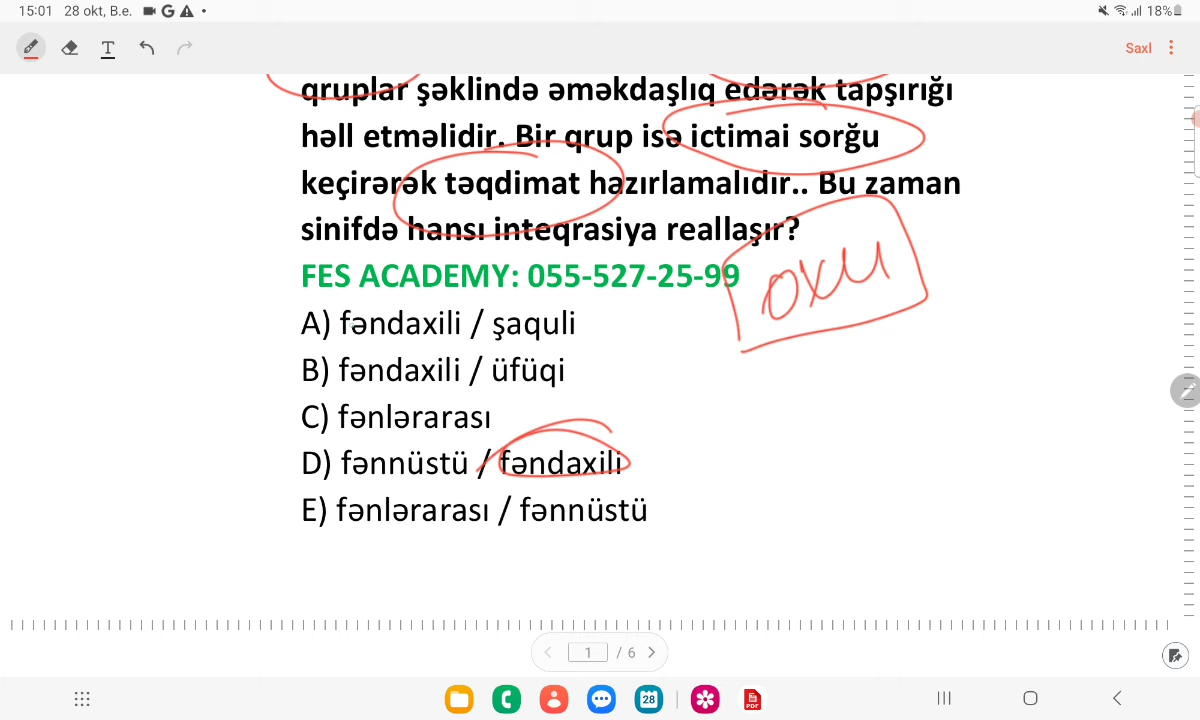 15:01 28 okt, B.e. G
18%
T
Saxl
qruplar şəklində əməkdaşlıq edərək tapşırığı
həll etməlidir. Bir qrup isə ictimai sorğu
keçirərək təqdimat hazırlamalıdır.. Bu zaman
sinifdə hansı inteqrasiya reallaşır?
FES ACADEMY: 055-527-25-99
oxu
A) fəndaxili / şaquli
B) fəndaxili / üfüqi
C) fənlərarası
D) fənnüstü / fəndaxili
E) fənlərarası / fənnüstü
1 / 6
28
PDF